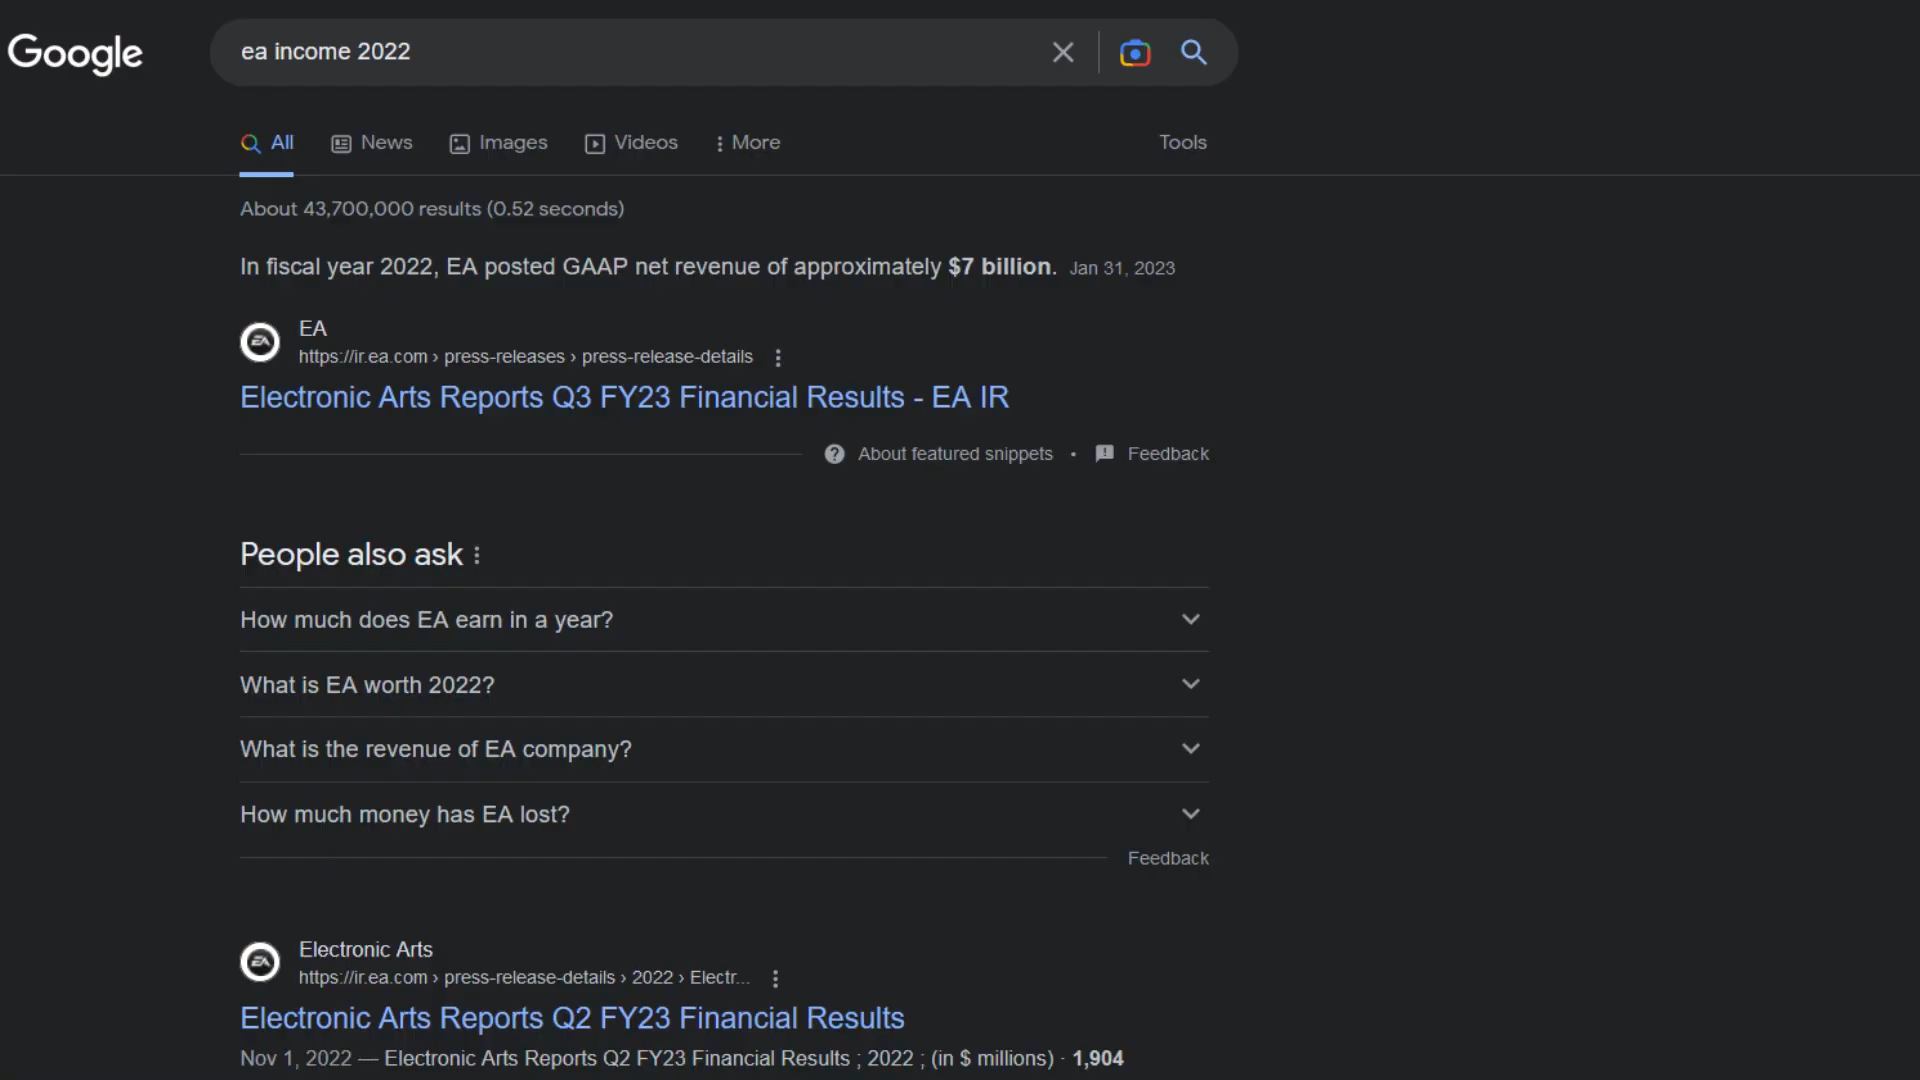 Google
ea income 2022
All News Images Videos More Tools
About 43,700,000 results (0.52 seconds)
In fiscal year 2022, EA posted GAAP net revenue of approximately $7 billion. Jan 31, 2023
EA
https://ir.ea.com › press-releases › press-release-details
Electronic Arts Reports Q3 FY23 Financial Results - EA IR
About featured snippets • Feedback
People also ask
How much does EA earn in a year?
What is EA worth 2022?
What is the revenue of EA company?
How much money has EA lost?
Feedback
Electronic Arts
https://ir.ea.com › press-release-details › 2022 › Electr...
Electronic Arts Reports Q2 FY23 Financial Results
Nov 1, 2022 — Electronic Arts Reports Q2 FY23 Financial Results ; 2022 ; (in $ millions) · 1,904